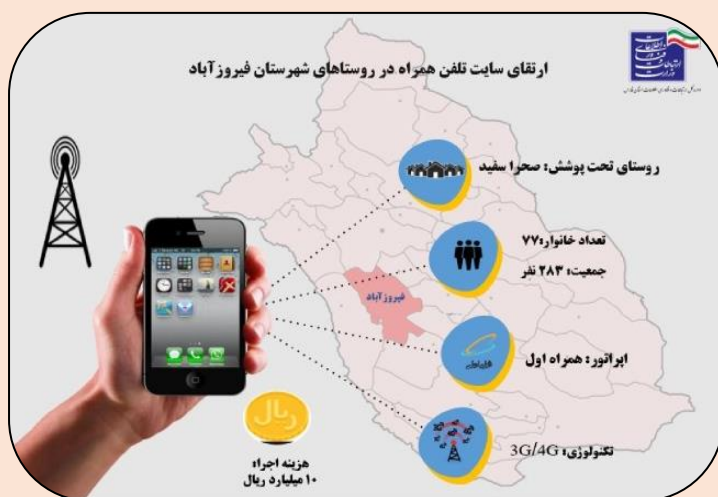 ارتقای سایت تلفن همراه در روستاهای شهرستان فیروزآباد
روستای تحت پوشش: صحرا سفید
تعداد خانوار:۷۷
جمعیت: ۲۸۳ نفر
فیروزآباد
اپراتور: همراه اول
تکنولوژی: 3G/4G
ریال
هزینه اجرا:
۱۰ میلیارد ریال